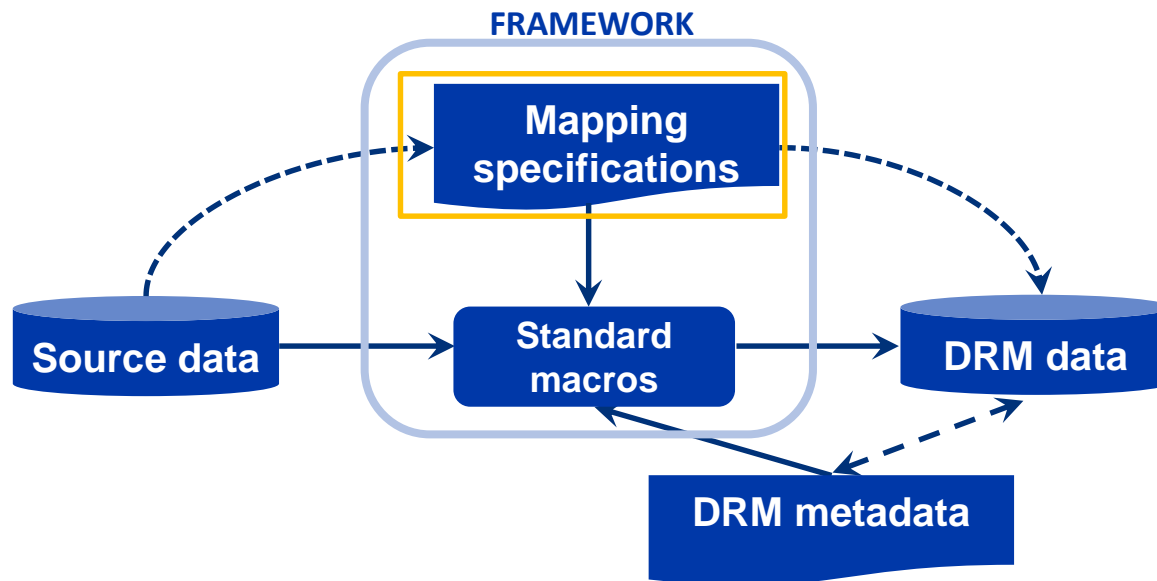 FRAMEWORK
Mapping
specifications
Source data
Standard
macros
DRM data
DRM metadata